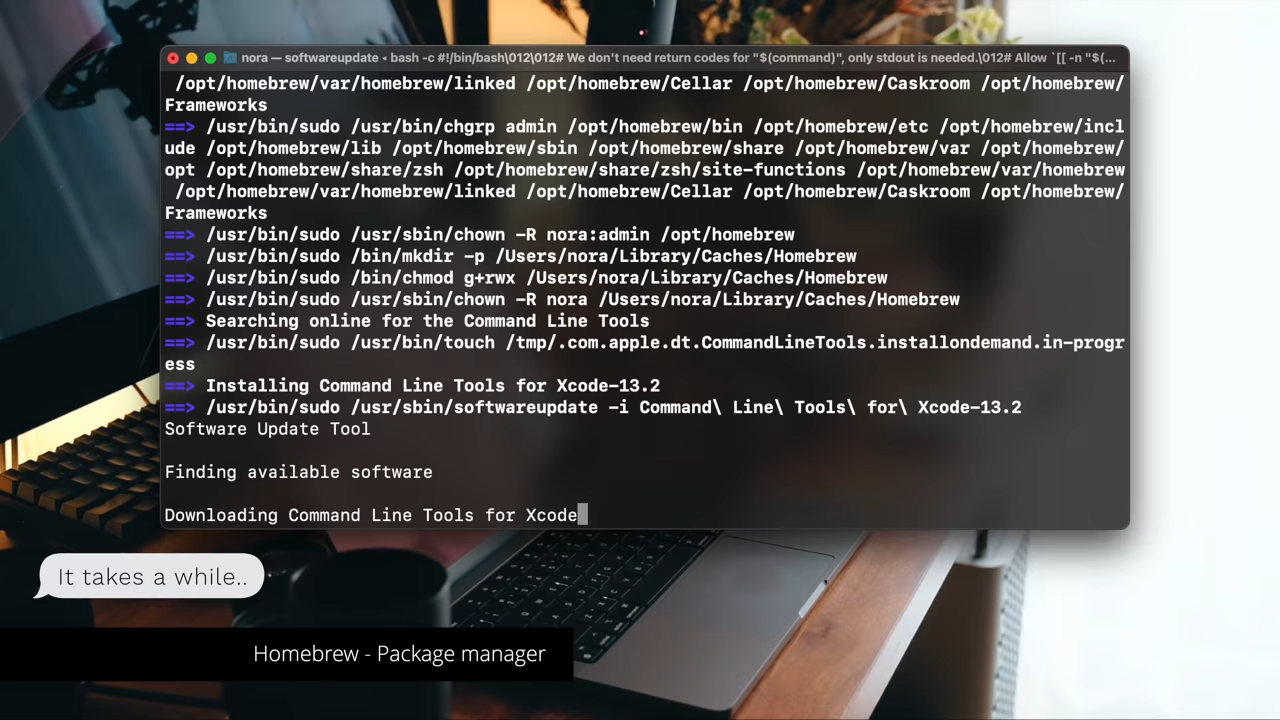 nora — softwareupdate ◂ bash -c #!/bin/bash\012\012# We don't need return codes for "$(command)", only stdout is needed.\012# Allow `[[ -n "$(...
/opt/homebrew/var/homebrew/linked /opt/homebrew/Cellar /opt/homebrew/Caskroom /opt/homebrew/
Frameworks
==> /usr/bin/sudo /usr/bin/chgrp admin /opt/homebrew/bin /opt/homebrew/etc /opt/homebrew/incl
ude /opt/homebrew/lib /opt/homebrew/sbin /opt/homebrew/share /opt/homebrew/var /opt/homebrew/
opt /opt/homebrew/share/zsh /opt/homebrew/share/zsh/site-functions /opt/homebrew/var/homebrew
/opt/homebrew/var/homebrew/linked /opt/homebrew/Cellar /opt/homebrew/Caskroom /opt/homebrew/
Frameworks
==> /usr/bin/sudo /usr/sbin/chown -R nora:admin /opt/homebrew
==> /usr/bin/sudo /bin/mkdir -p /Users/nora/Library/Caches/Homebrew
==> /usr/bin/sudo /bin/chmod g+rwx /Users/nora/Library/Caches/Homebrew
==> /usr/bin/sudo /usr/sbin/chown -R nora /Users/nora/Library/Caches/Homebrew
==> Searching online for the Command Line Tools
==> /usr/bin/sudo /usr/bin/touch /tmp/.com.apple.dt.CommandLineTools.installondemand.in-progr
ess
==> Installing Command Line Tools for Xcode-13.2
==> /usr/bin/sudo /usr/sbin/softwareupdate -i Command\ Line\ Tools\ for\ Xcode-13.2
Software Update Tool
Finding available software
Downloading Command Line Tools for Xcode
It takes a while..
Homebrew - Package manager